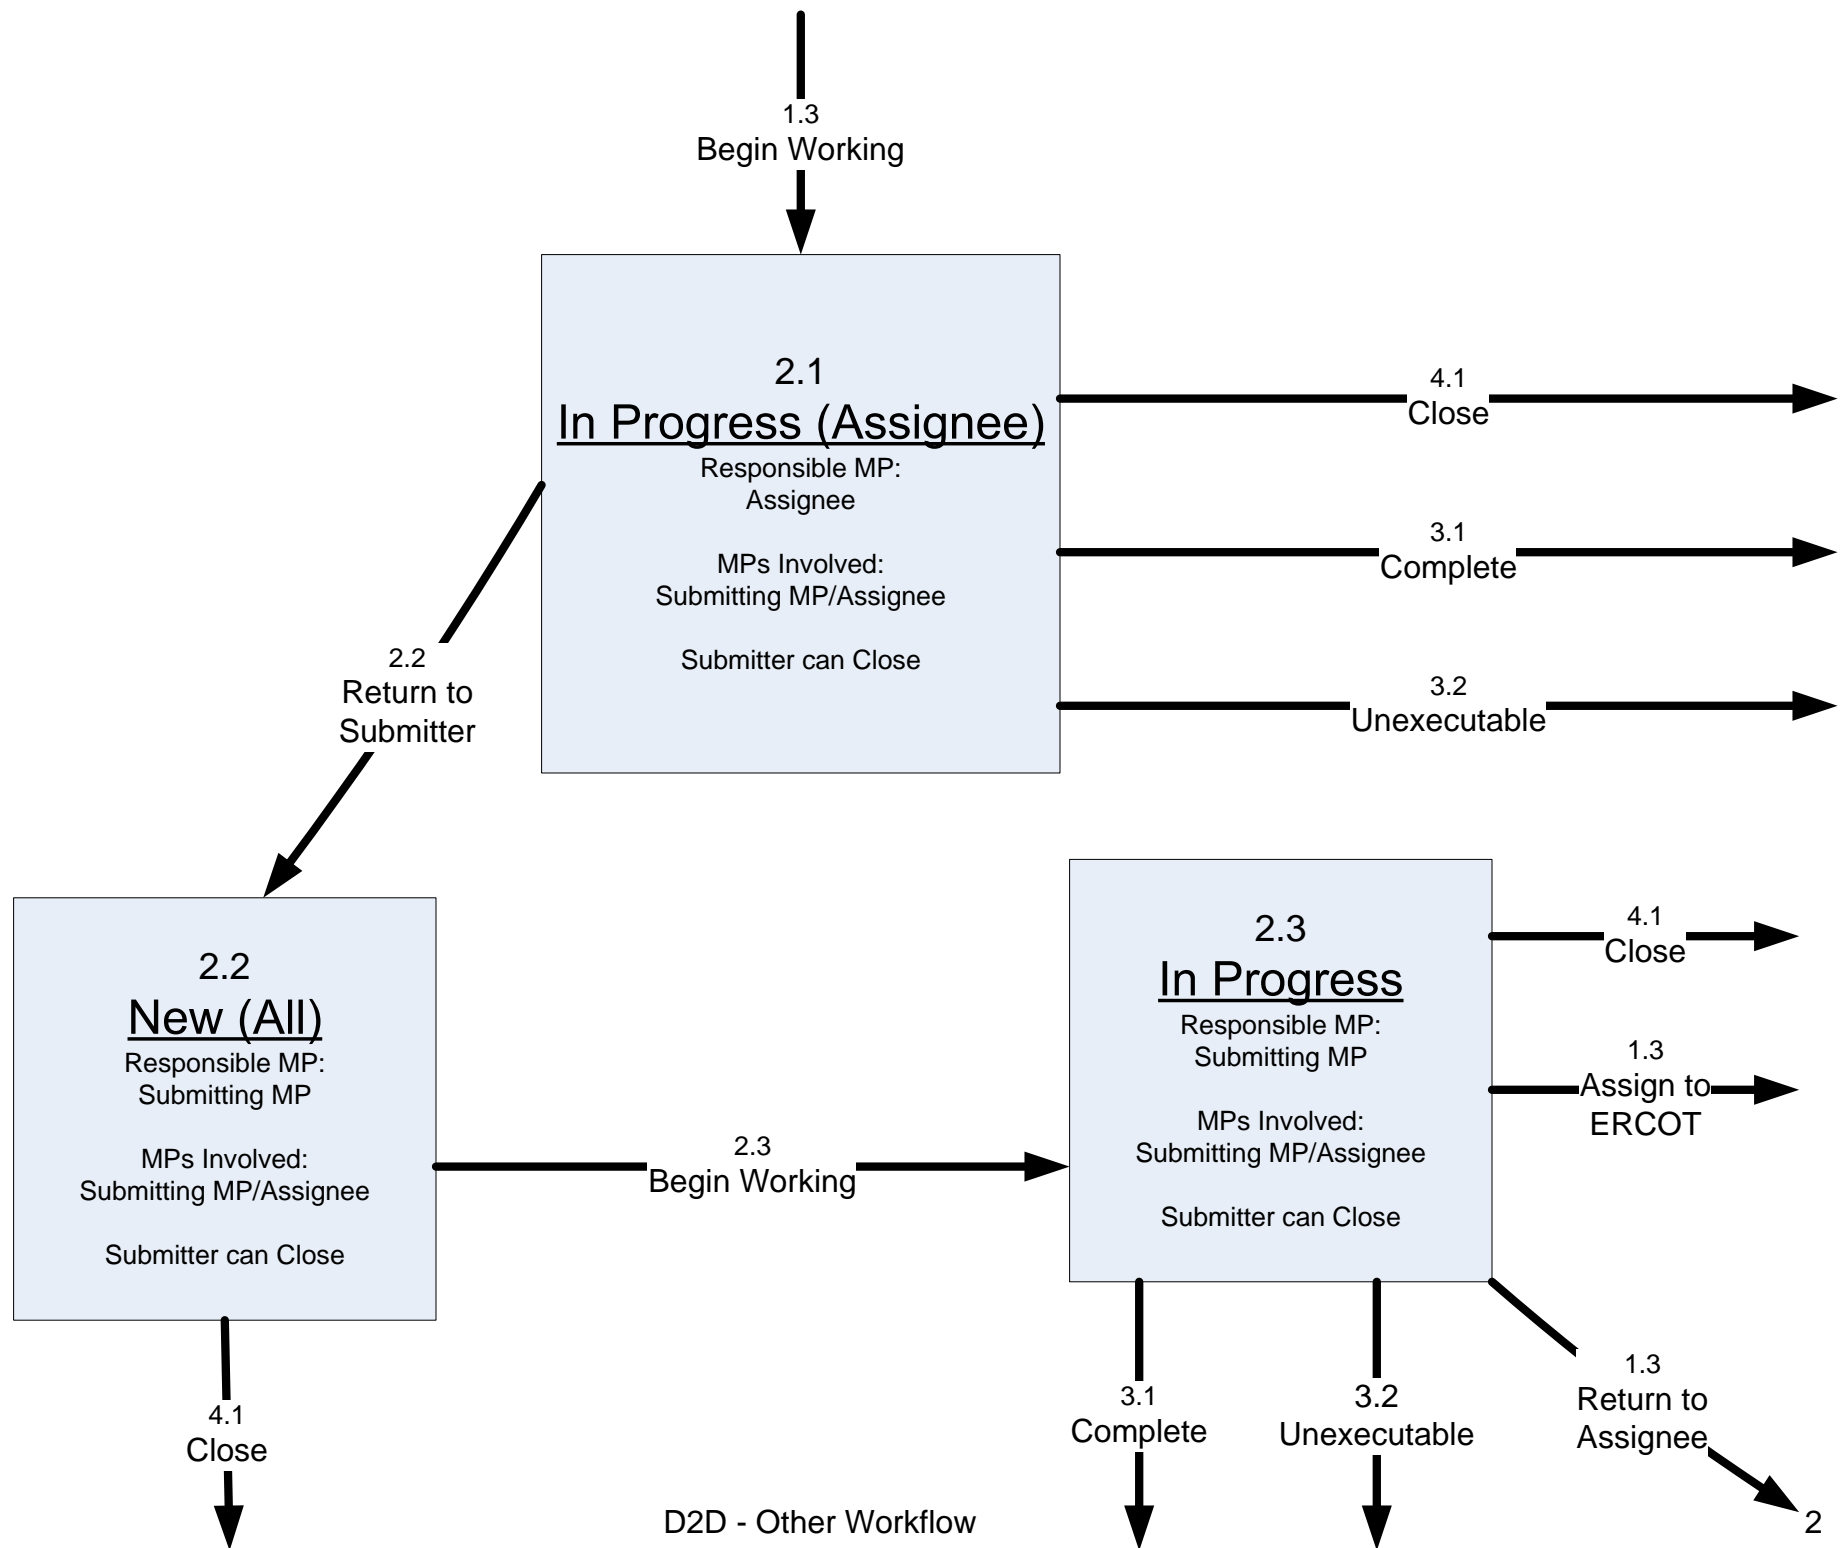 1.3
Begin Working
2.1
In Progress (Assignee)
Responsible MP:
Assignee
MPs Involved:
Submitting MP/Assignee
Submitter can Close
4.1
Close
3.1
Complete
3.2
Unexecutable
2.2
Return to
Submitter
2.2
New (All)
Responsible MP:
Submitting MP
MPs Involved:
Submitting MP/Assignee
Submitter can Close
2.3
Begin Working
2.3
In Progress
Responsible MP:
Submitting MP
MPs Involved:
Submitting MP/Assignee
Submitter can Close
4.1
Close
1.3
Assign to
ERCOT
4.1
Close
3.1
Complete
3.2
Unexecutable
1.3
Return to
Assignee
D2D - Other Workflow
2